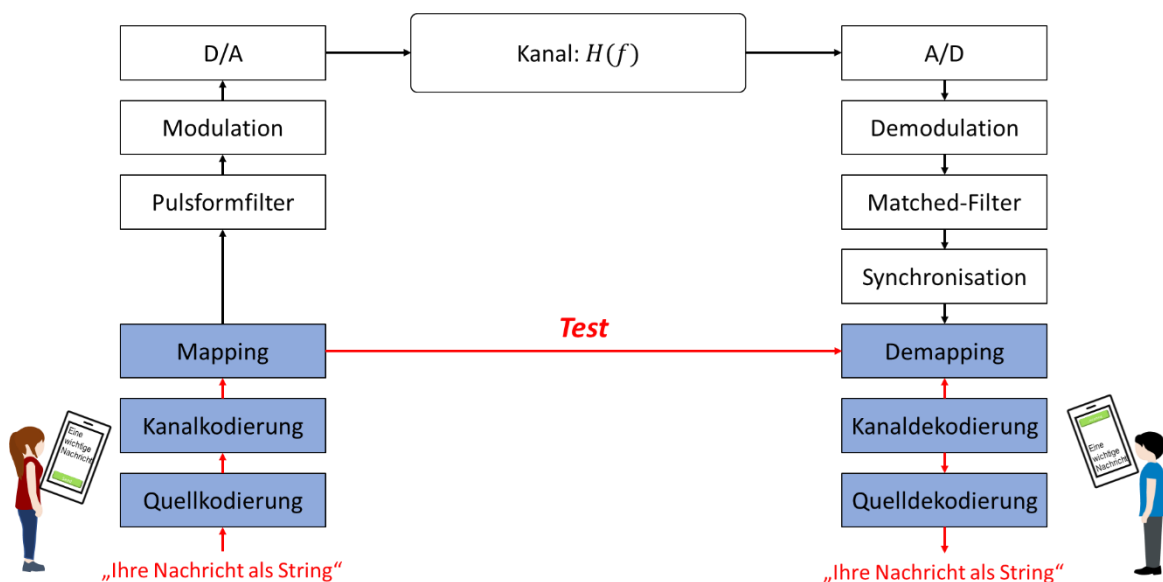 D/A
Kanal: H(f)
A/D
Modulation
Demodulation
Pulsformfilter
Matched-Filter
Synchronisation
Test
Mapping
Demapping
Kanalkodierung
Kanaldekodierung
Eine
wichtige
Nachricht
Eine
wichtige
Nachricht
Quellkodierung
Quelldekodierung
„Ihre Nachricht als String“
„Ihre Nachricht als String“